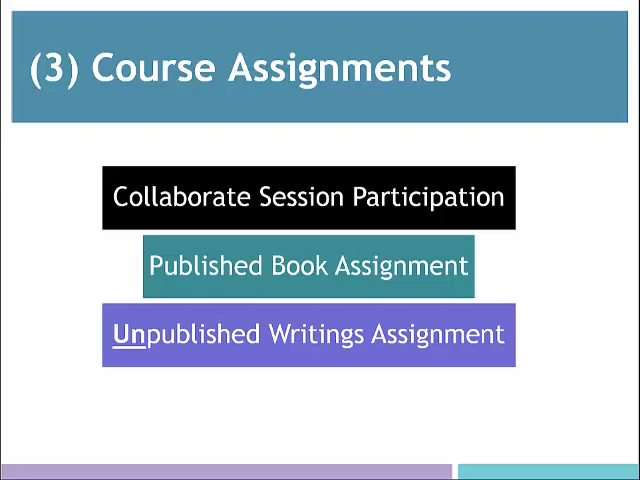 (3) Course Assignments
Collaborate Session Participation
Published Book Assignment
Unpublished Writings Assignment